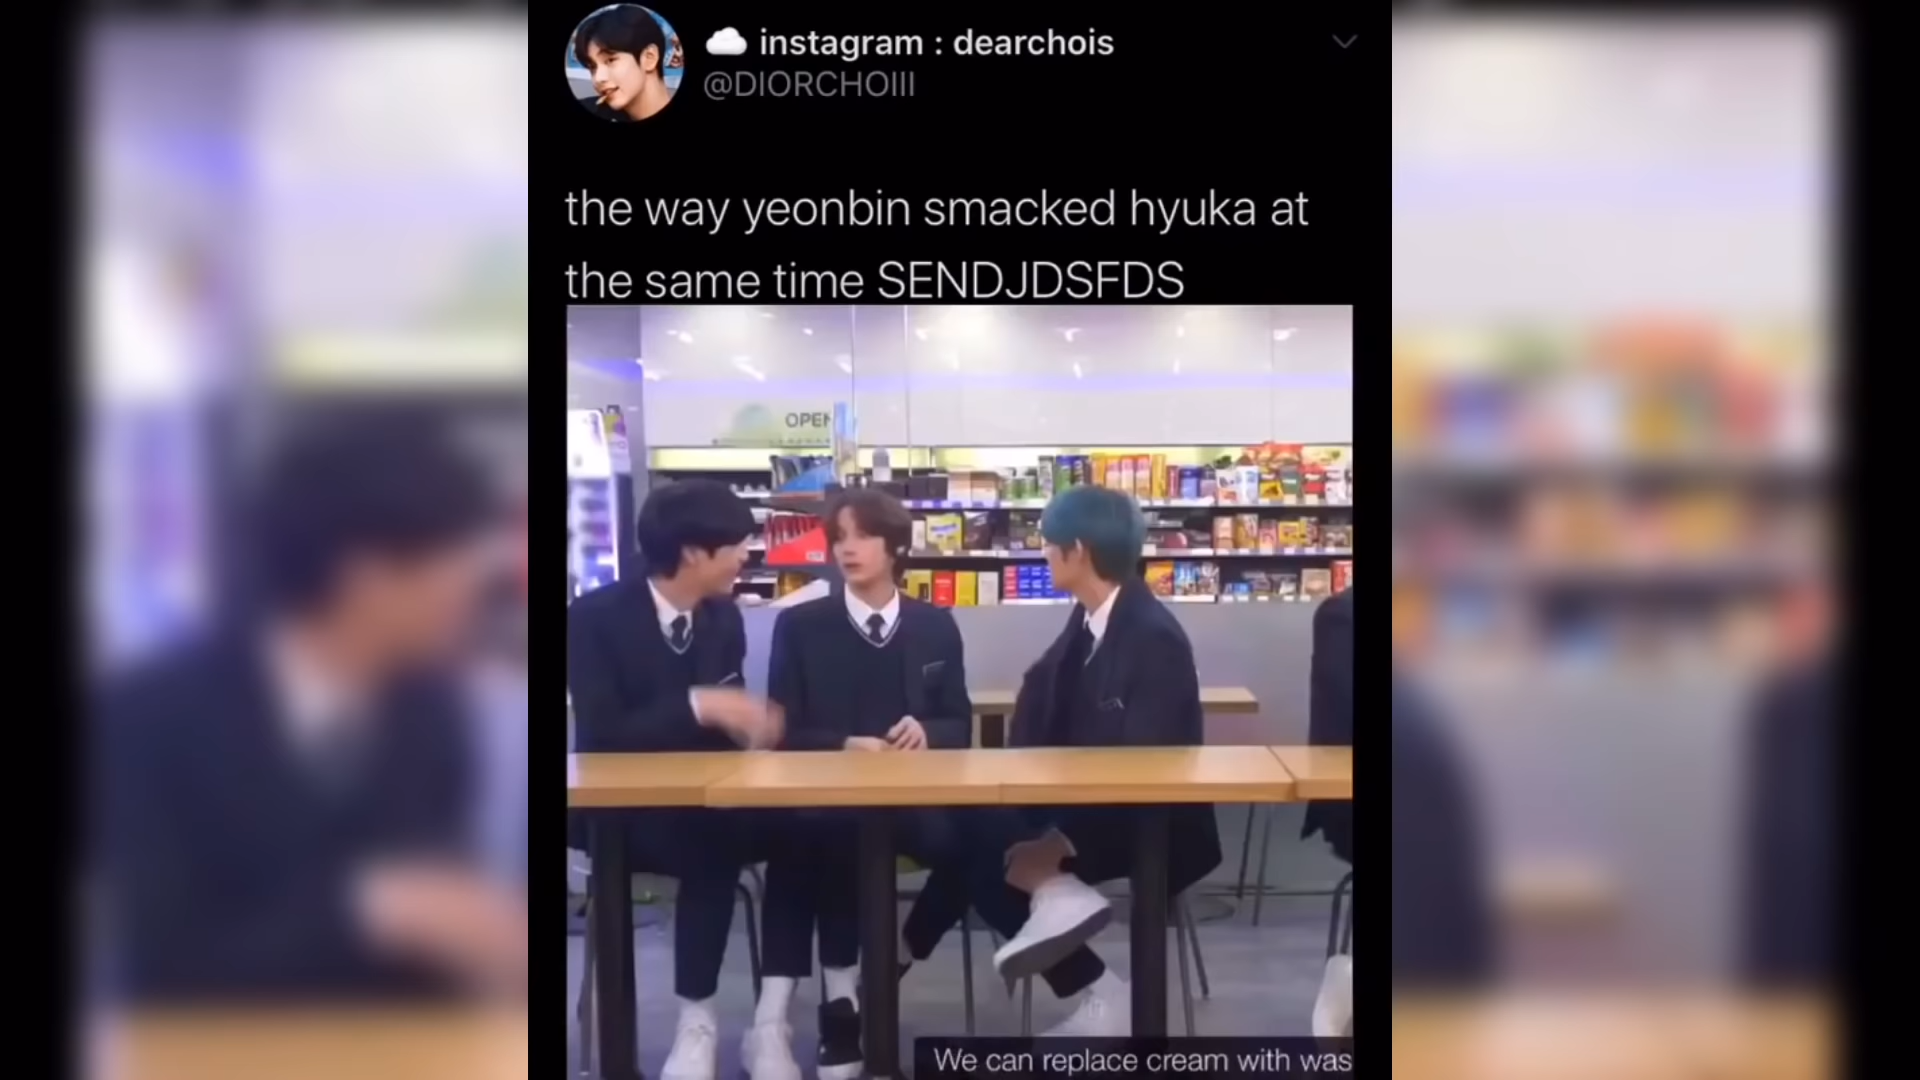 instagram : dearchois
@DIORCHOIII
the way yeonbin smacked hyuka at
the same time SENDJDSFDS
OPEN
We can replace cream with was